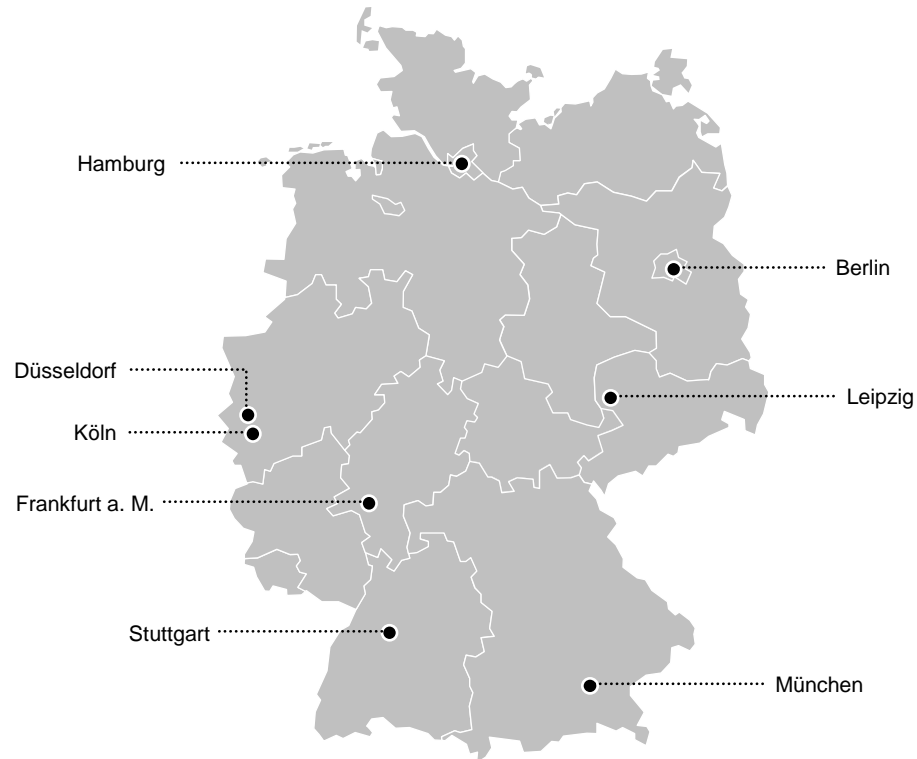 Hamburg
Berlin
Düsseldorf
Leipzig
Köln
Frankfurt a. M.
Stuttgart
München